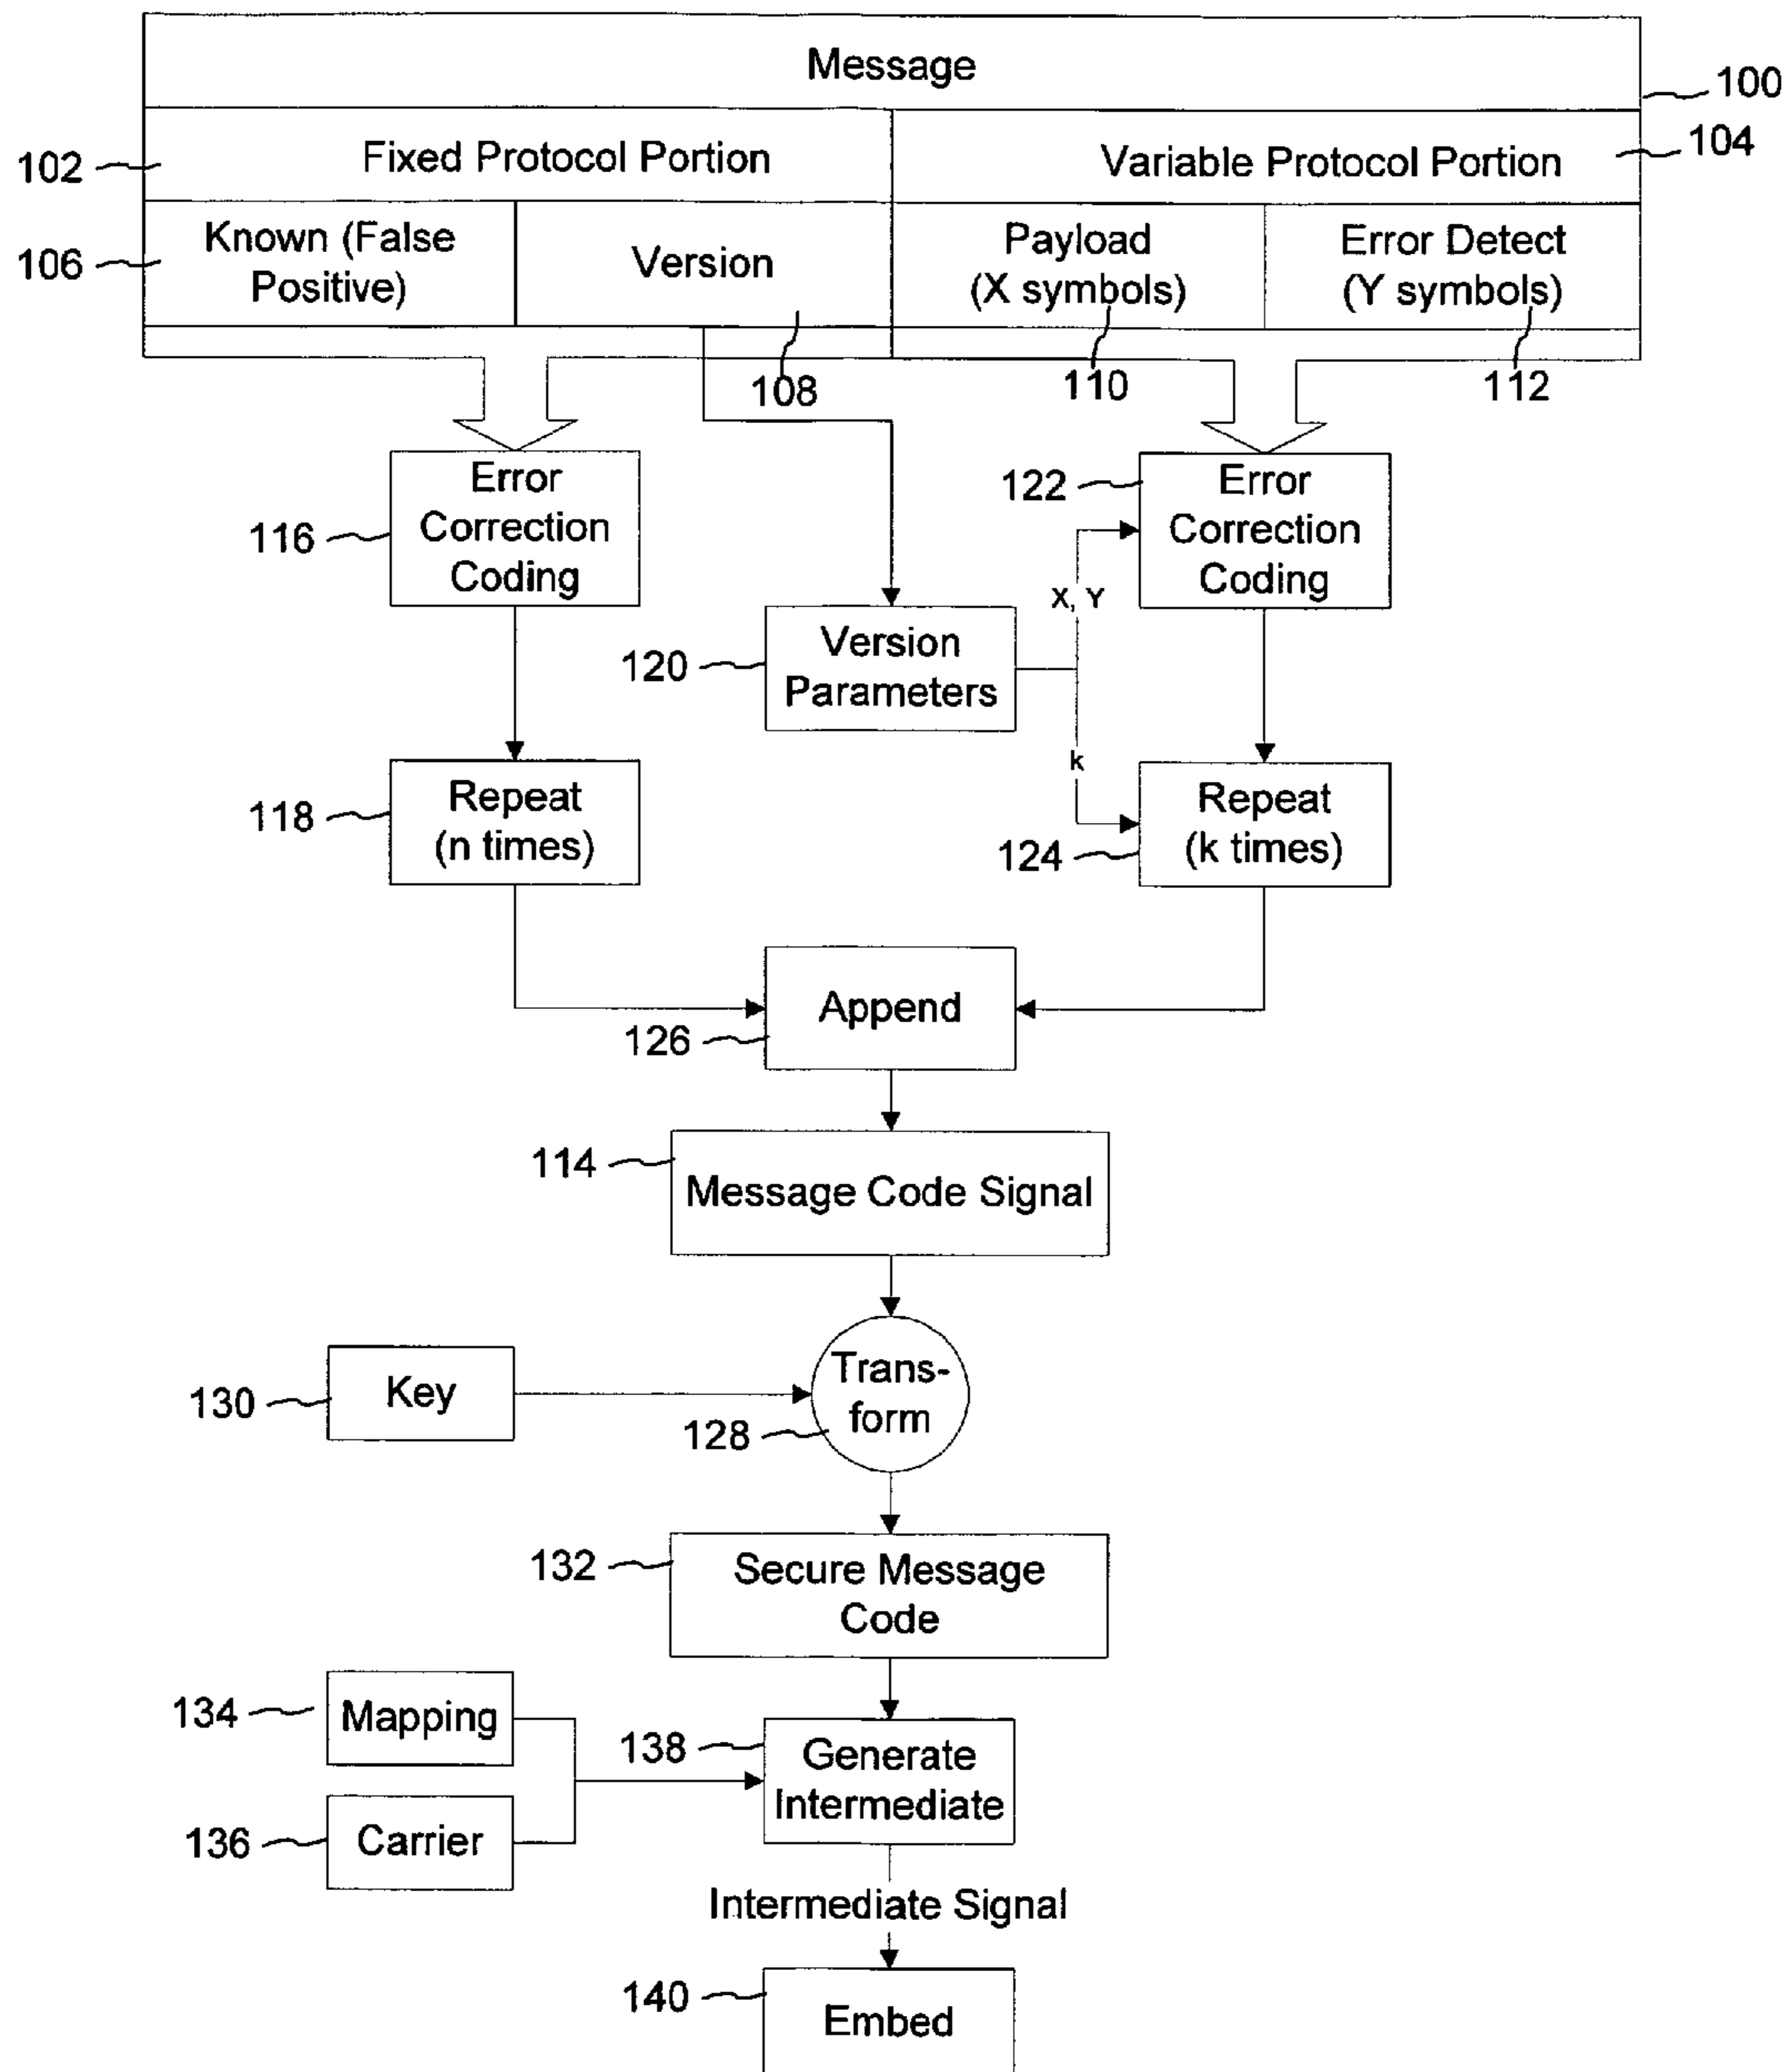 Message
100
102
Fixed Protocol Portion
Variable Protocol Portion
104
106
Known (False
Positive)
Version
Payload
(X symbols)
Error Detect
(Y symbols)
108
110
112
116
Error
Correction
Coding
122
Error
Correction
Coding
X, Y
120
Version
Parameters
k
118
Repeat
(n times)
124
Repeat
(k times)
Append
126
114
Message Code Signal
130
Key
Trans-
form
128
132
Secure Message
Code
134
Mapping
138
Generate
Intermediate
136
Carrier
Intermediate Signal
140
Embed